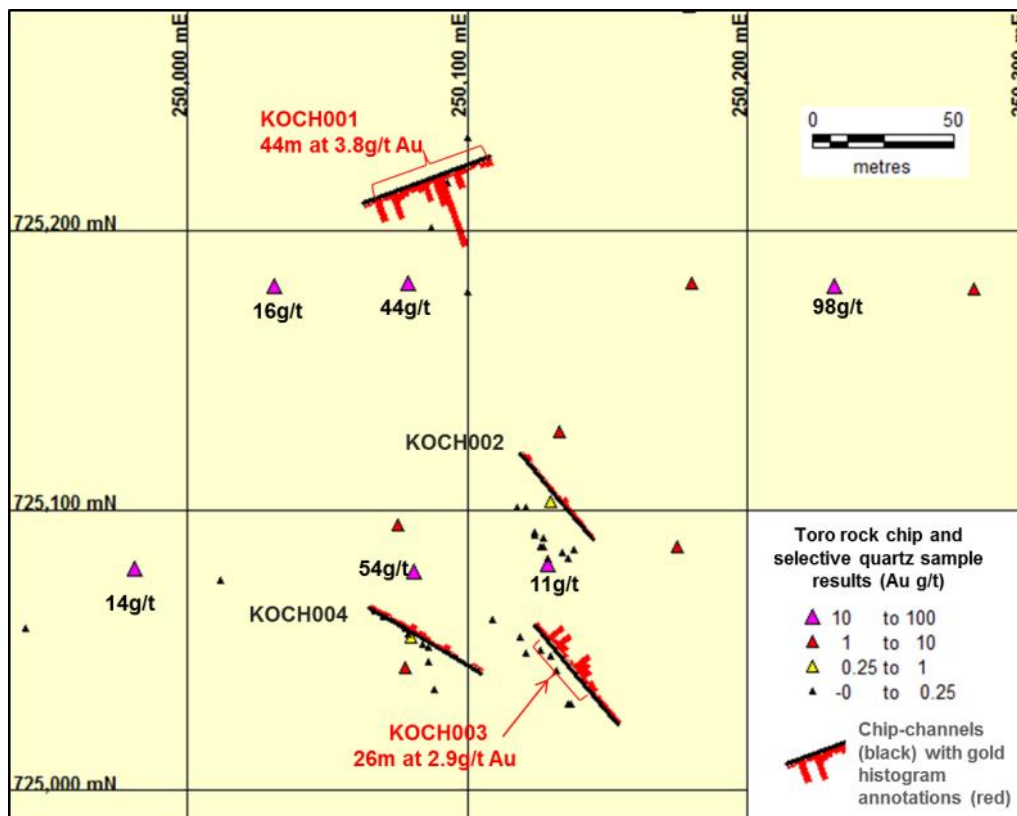 250,000 mE
250,100 mE
250,200 mE
KOCH001
44m at 3.8g/t Au
0 50
metres
725,200 mN
16g/t
44g/t
98g/t
KOCH002
725,100 mN
14g/t
54g/t
11g/t
KOCH004
KOCH003
26m at 2.9g/t Au
725,000 mN
Toro rock chip and
selective quartz sample
results (Au g/t)
10 to 100
1 to 10
0.25 to 1
-0 to 0.25
Chip-channels
(black) with gold
histogram
annotations (red)